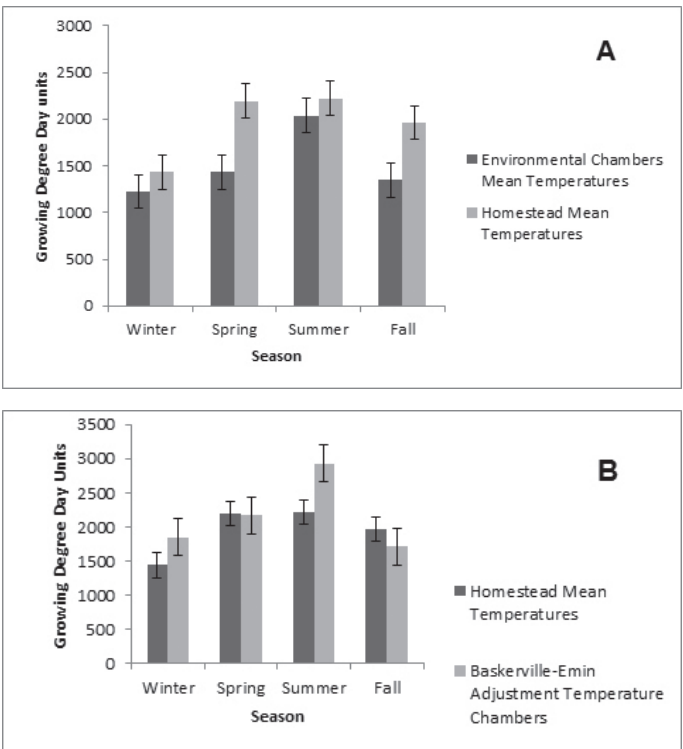 3000
2500
2000
1500
1000
500
0
Growing Degree Day units
Winter Spring Summer Fall
Season
A
Environmental Chambers
Mean Temperatures
Homestead Mean
Temperatures
3500
3000
2500
2000
1500
1000
500
0
Growing Degree Day Units
Winter Spring Summer Fall
Season
B
Homestead Mean
Temperatures
Baskerville-Emin
Adjustment Temperature
Chambers